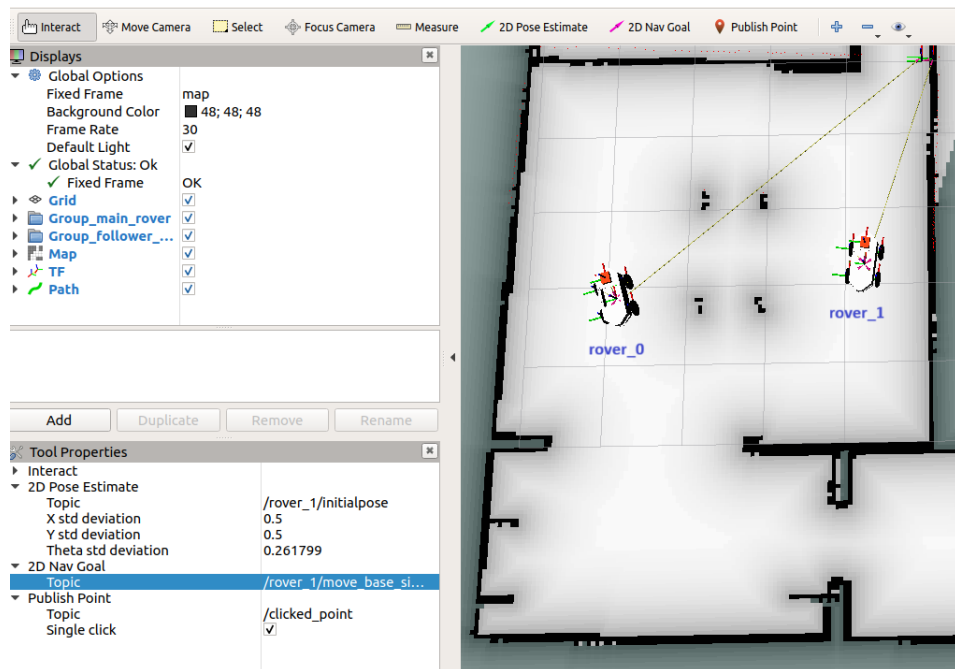 Interact Move Camera Select Focus Camera Measure 2D Pose Estimate 2D Nav Goal Publish Point
Displays
Global Options
Fixed Frame map
Background Color 48; 48; 48
Frame Rate 30
Default Light
Global Status: Ok
Fixed Frame OK
Grid
Group_main_rover
Group_follower_...
Map
TF
Path
Add Duplicate Remove Rename
Tool Properties
Interact
2D Pose Estimate
Topic /rover_1/initialpose
X std deviation 0.5
Y std deviation 0.5
Theta std deviation 0.261799
2D Nav Goal
Topic /rover_1/move_base_si...
Publish Point
Topic /clicked_point
Single click
rover_1
rover_0